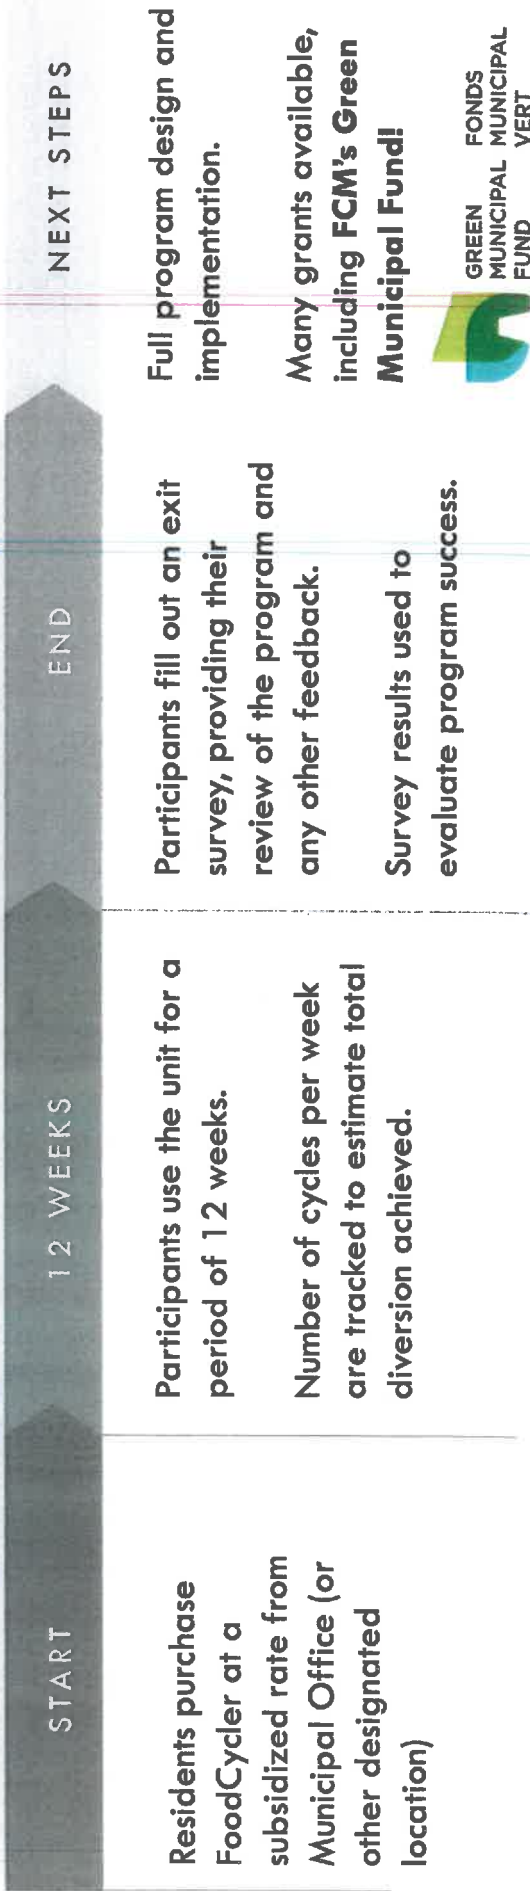 START
Residents purchase
FoodCycler at a
subsidized rate from
Municipal Office (or
other designated
location)
12 WEEKS
Participants use the unit for a
period of 12 weeks.
Number of cycles per week
are tracked to estimate total
diversion achieved.
END
Participants fill out an exit
survey, providing their
review of the program and
any other feedback.
Survey results used to
evaluate program success.
NEXT STEPS
Full program design and
implementation.
Many grants available,
including FCM's Green
Municipal Fund!
GREEN
MUNICIPAL
FUND
FONDS
MUNICIPAL
VERT